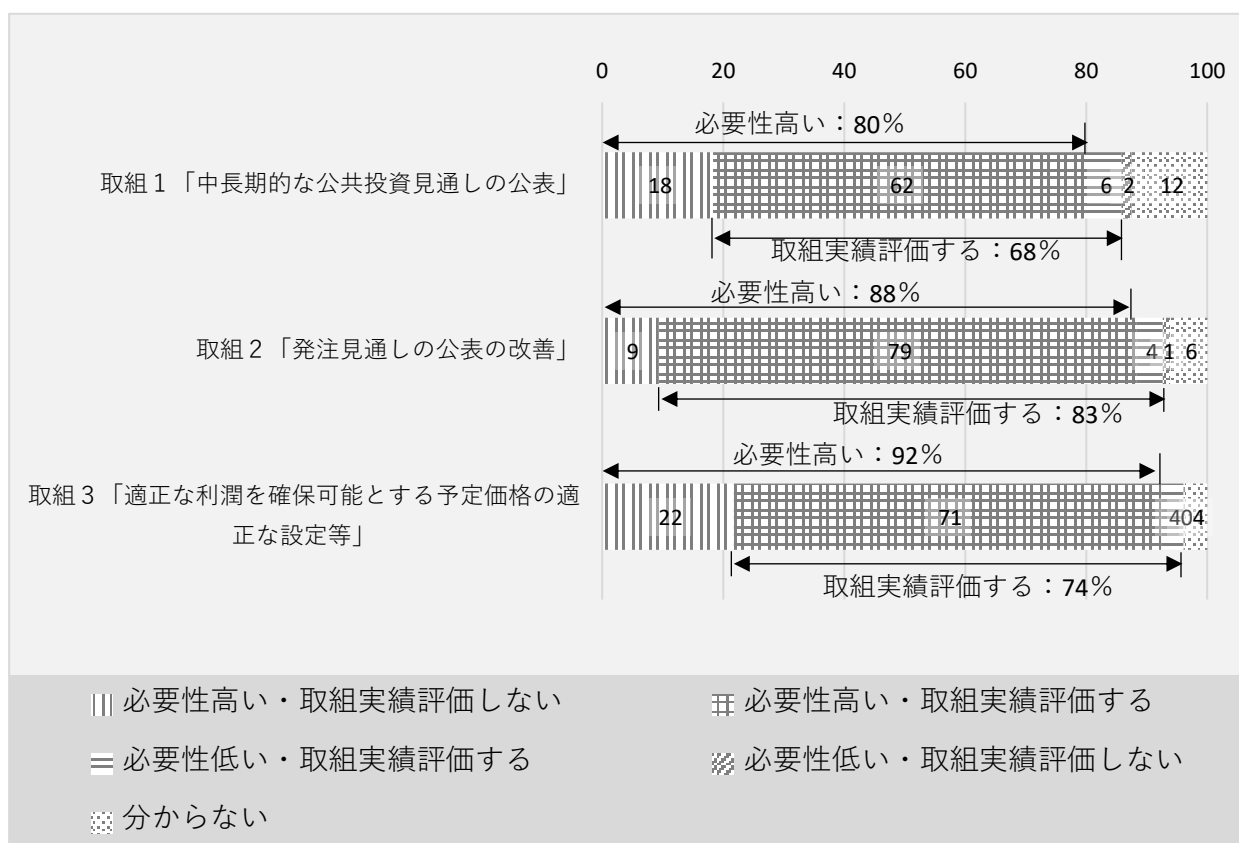 0 20 40 60 80 100
必要性高い：80％
取組１「中長期的な公共投資見通しの公表」
18 62 6 2 12
取組実績評価する：68％
必要性高い：88％
取組２「発注見通しの公表の改善」
9 79 4 1 6
取組実績評価する：83％
必要性高い：92％
取組３「適正な利潤を確保可能とする予定価格の適
正な設定等」
22 71 4 0 4
取組実績評価する：74％
必要性高い・取組実績評価しない
必要性高い・取組実績評価する
必要性低い・取組実績評価する
必要性低い・取組実績評価しない
分からない